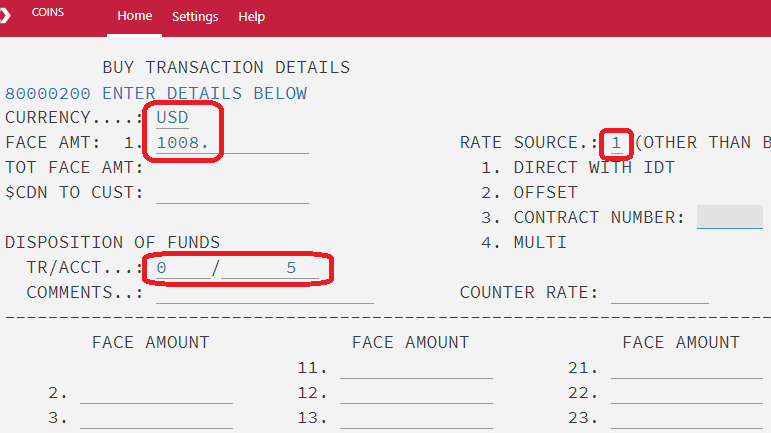 COINS Home Settings Help
BUY TRANSACTION DETAILS
80000200 ENTER DETAILS BELOW
CURRENCY....: USD
FACE AMT: 1. 1008. RATE SOURCE.: 1 (OTHER THAN B
TOT FACE AMT: 1. DIRECT WITH IDT
$CDN TO CUST: 2. OFFSET
3. CONTRACT NUMBER:
DISPOSITION OF FUNDS 4. MULTI
TR/ACCT...: 0 / 5
COMMENTS..: COUNTER RATE:
FACE AMOUNT FACE AMOUNT FACE AMOUNT
11. 21.
2. 12. 22.
3. 13. 23.